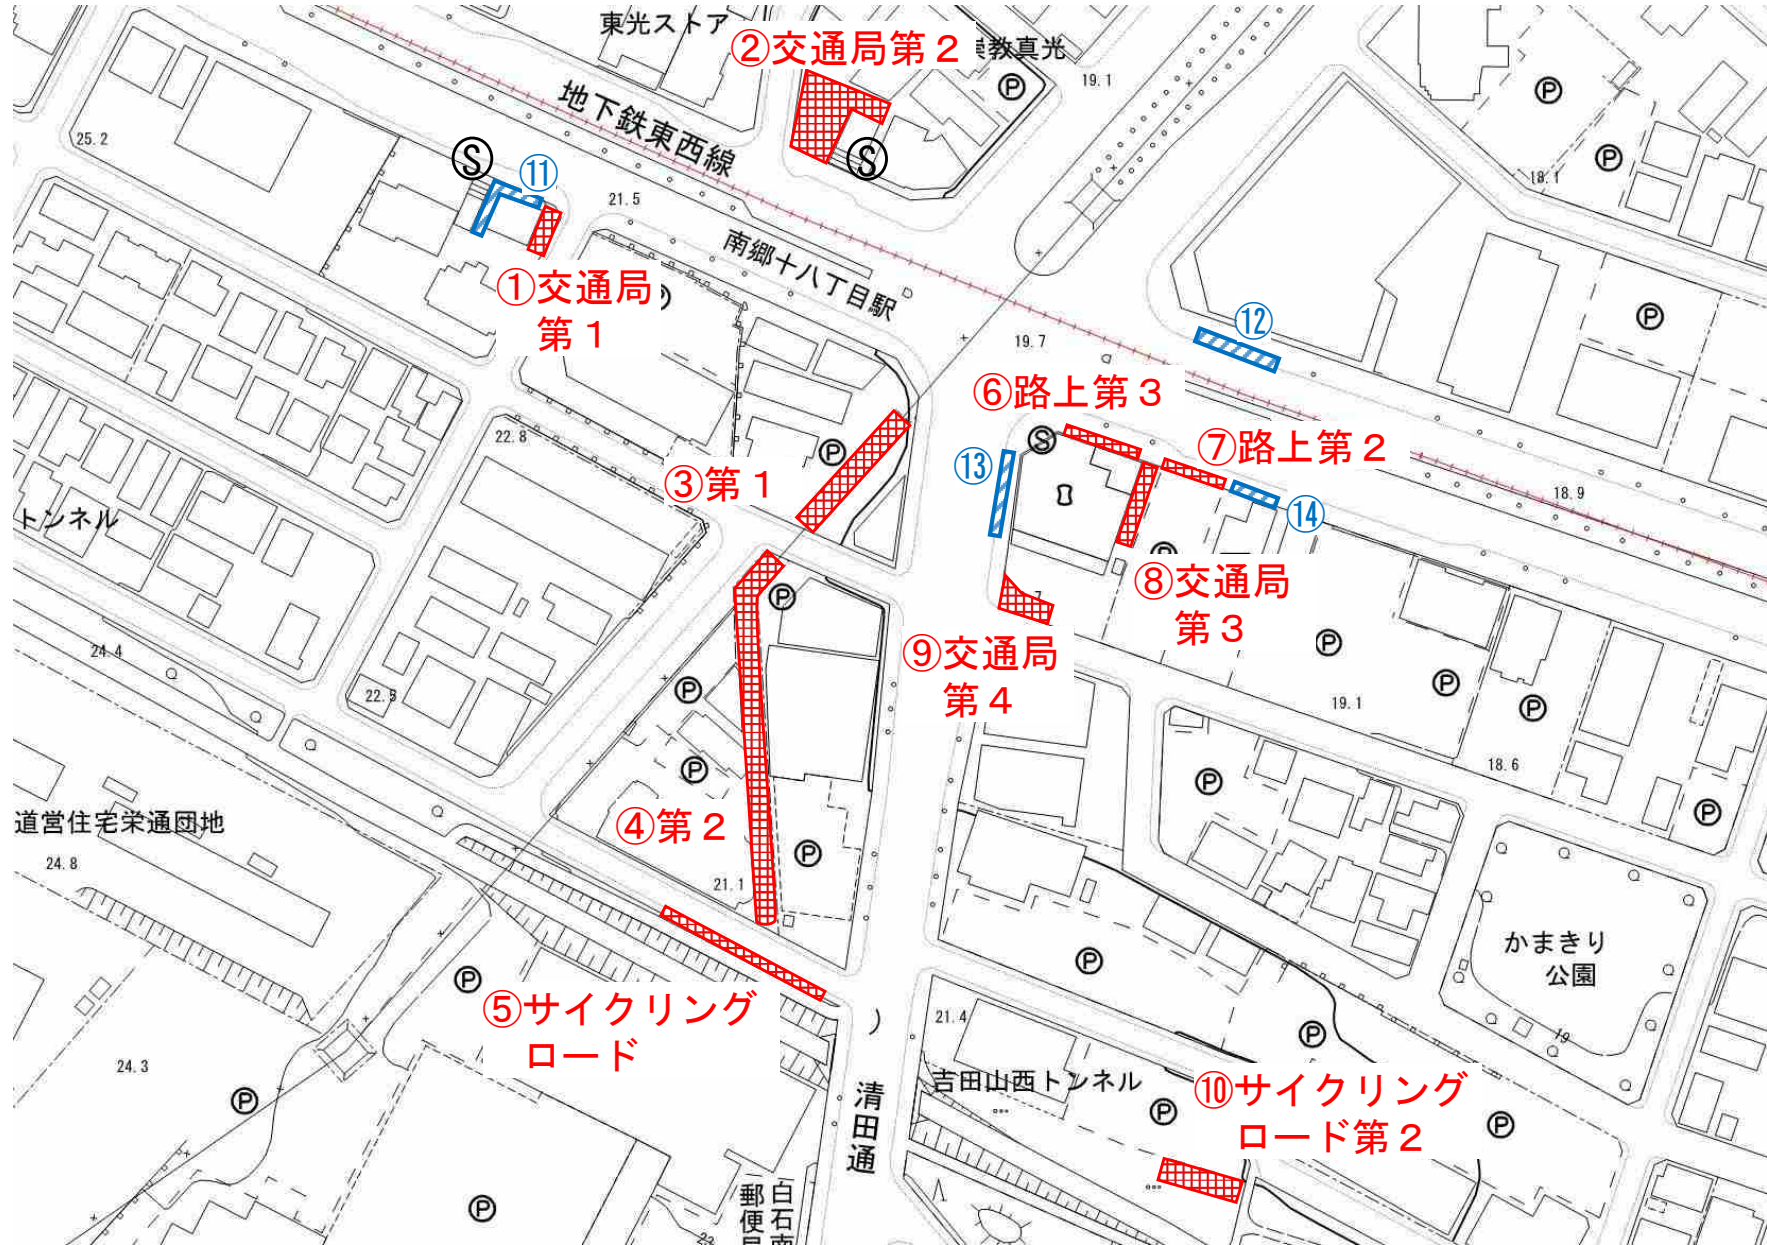 東光ストア
②交通局第２
崇教真光
Ⓟ
19.1
Ⓟ
地下鉄東西線
25.2
Ⓢ
⑪
Ⓢ
Ⓟ
18.1
21.5
南郷十八丁目駅
①交通局
第１
⑫
Ⓟ
19.7
⑥路上第３
22.8
Ⓟ
③第１
⑬
Ⓢ
⑦路上第２
18.9
⑭
トンネル
⑧交通局
第３
Ⓟ
⑨交通局
第４
Ⓟ
24.4
22.5
Ⓟ
Ⓟ
19.1
Ⓟ
18.6
Ⓟ
Ⓟ
Ⓟ
道営住宅栄通団地
24.8
④第２
Ⓟ
21.1
かまきり
公園
Ⓟ
Ⓟ
⑤サイクリング
ロード
21.4
Ⓟ
19
24.3
Ⓟ
吉田山西トンネル
⑩サイクリング
ロード第２
Ⓟ
Ⓟ
清田通
Ⓟ
白石南
郵便局